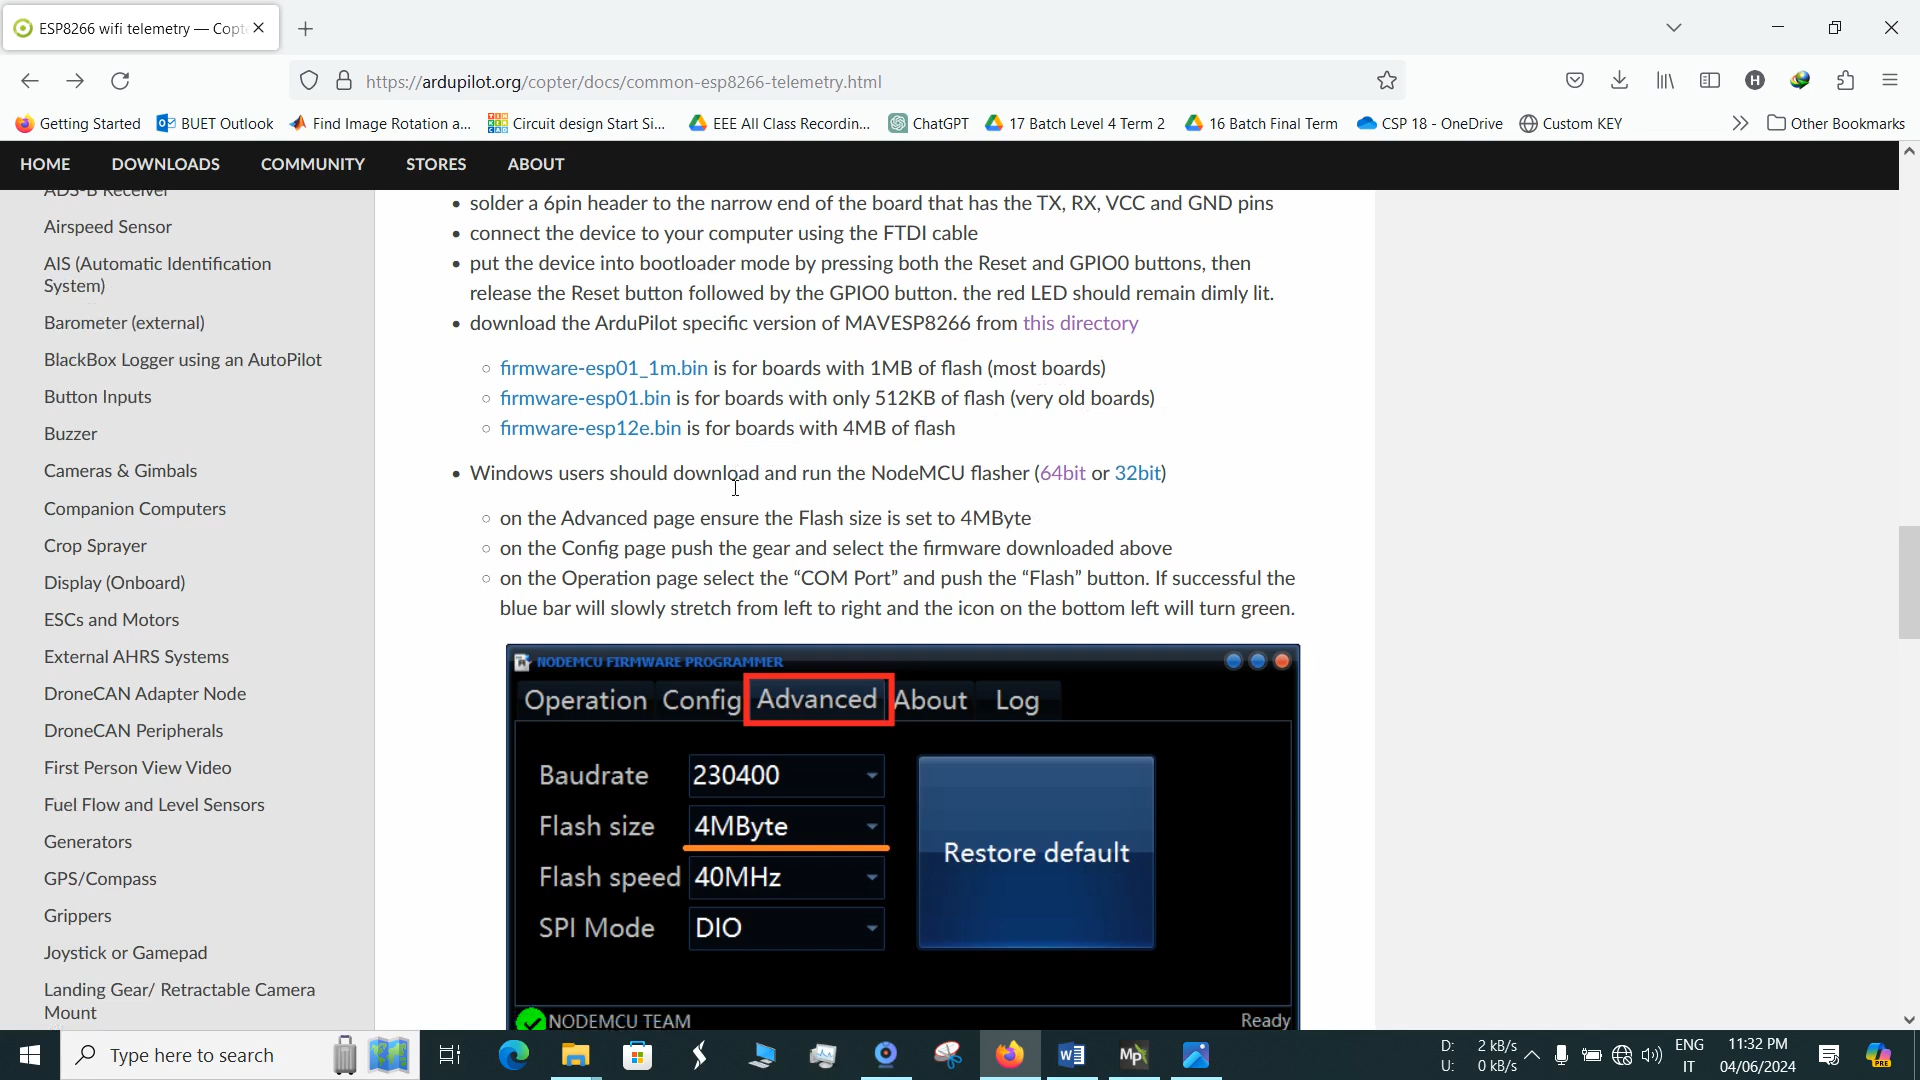 ESP8266 wifi telemetry — Copt
https://ardupilot.org/copter/docs/common-esp8266-telemetry.html
H
Getting Started
BUET Outlook
Find Image Rotation a...
Circuit design Start Si...
EEE All Class Recordin...
ChatGPT
17 Batch Level 4 Term 2
16 Batch Final Term
CSP 18 - OneDrive
Custom KEY
Other Bookmarks
HOME
DOWNLOADS
COMMUNITY
STORES
ABOUT
ADS-B Receiver
Airspeed Sensor
AIS (Automatic Identification
System)
Barometer (external)
BlackBox Logger using an AutoPilot
Button Inputs
Buzzer
Cameras & Gimbals
Companion Computers
Crop Sprayer
Display (Onboard)
ESCs and Motors
External AHRS Systems
DroneCAN Adapter Node
DroneCAN Peripherals
First Person View Video
Fuel Flow and Level Sensors
Generators
GPS/Compass
Grippers
Joystick or Gamepad
Landing Gear/ Retractable Camera
Mount
solder a 6pin header to the narrow end of the board that has the TX, RX, VCC and GND pins
connect the device to your computer using the FTDI cable
put the device into bootloader mode by pressing both the Reset and GPIO0 buttons, then
release the Reset button followed by the GPIO0 button. the red LED should remain dimly lit.
download the ArduPilot specific version of MAVESP8266 from this directory
firmware-esp01_1m.bin is for boards with 1MB of flash (most boards)
firmware-esp01.bin is for boards with only 512KB of flash (very old boards)
firmware-esp12e.bin is for boards with 4MB of flash
Windows users should download and run the NodeMCU flasher (64bit or 32bit)
on the Advanced page ensure the Flash size is set to 4MByte
on the Config page push the gear and select the firmware downloaded above
on the Operation page select the “COM Port” and push the “Flash” button. If successful the
blue bar will slowly stretch from left to right and the icon on the bottom left will turn green.
NODEMCU FIRMWARE PROGRAMMER
Operation Config Advanced About Log
Baudrate 230400
Flash size 4MByte
Flash speed 40MHz
SPI Mode DIO
Restore default
NODEMCU TEAM
Ready
Type here to search
D: 2 kB/s
U: 0 kB/s
ENG
IT
11:32 PM
04/06/2024